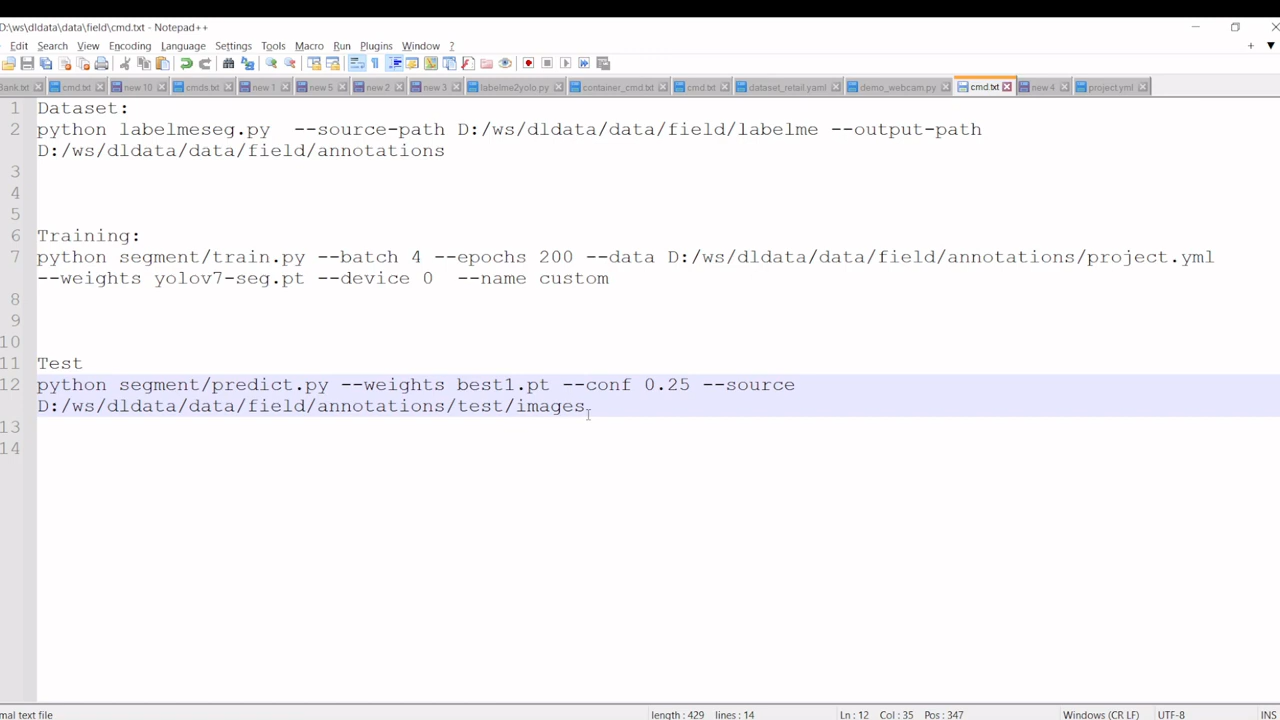 D:\ws\dldata\data\field\cmd.txt - Notepad++
Edit Search View Encoding Language Settings Tools Macro Run Plugins Window ?
Bank.txt cmd.txt new 10 cmds.txt new 1 new 5 new 2 new 3 labelme2yolo.py container_cmd.txt cmd.txt dataset_retail.yaml demo_webcam.py cmd.txt new 4 project.yml
1 Dataset:
2 python labelmeseg.py --source-path D:/ws/dldata/data/field/labelme --output-path
D:/ws/dldata/data/field/annotations
3
4
5
6 Training:
7 python segment/train.py --batch 4 --epochs 200 --data D:/ws/dldata/data/field/annotations/project.yml
--weights yolov7-seg.pt --device 0 --name custom
8
9
10
11 Test
12 python segment/predict.py --weights best1.pt --conf 0.25 --source
D:/ws/dldata/data/field/annotations/test/images
13
14
mal text file length : 429 lines : 14 Ln : 12 Col : 35 Pos : 347 Windows (CR LF) UTF-8 INS